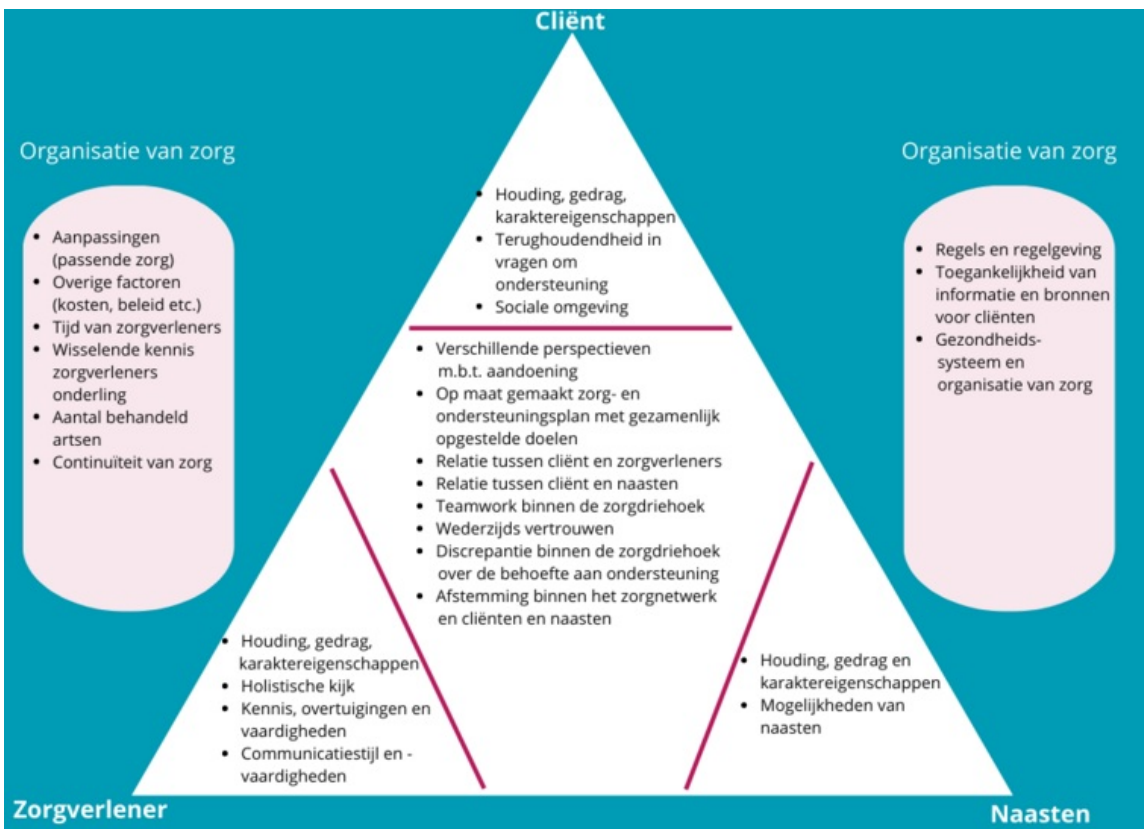 Cliënt
Organisatie van zorg
• Aanpassingen
(passende zorg)
• Overige factoren
(kosten, beleid etc.)
• Tijd van zorgverleners
• Wisselende kennis
zorgverleners
onderling
• Aantal behandeld
artsen
• Continuïteit van zorg
• Houding, gedrag,
karaktereigenschappen
• Terughoudendheid in
vragen om
ondersteuning
• Sociale omgeving
Organisatie van zorg
• Regels en regelgeving
• Toegankelijkheid van
informatie en bronnen
voor cliënten
• Gezondheids-
systeem en
organisatie van zorg
• Verschillende perspectieven
m.b.t. aandoening
• Op maat gemaakt zorg- en
ondersteuningsplan met gezamenlijk
opgestelde doelen
• Relatie tussen cliënt en zorgverleners
• Relatie tussen cliënt en naasten
• Teamwork binnen de zorgdriehoek
• Wederzijds vertrouwen
• Discrepantie binnen de zorgdriehoek
over de behoefte aan ondersteuning
• Afstemming binnen het zorgnetwerk
en cliënten en naasten
• Houding, gedrag,
karaktereigenschappen
• Holistische kijk
• Kennis, overtuigingen en
vaardigheden
• Communicatiestijl en -
vaardigheden
• Houding, gedrag en
karaktereigenschappen
• Mogelijkheden van
naasten
Zorgverlener
Naasten